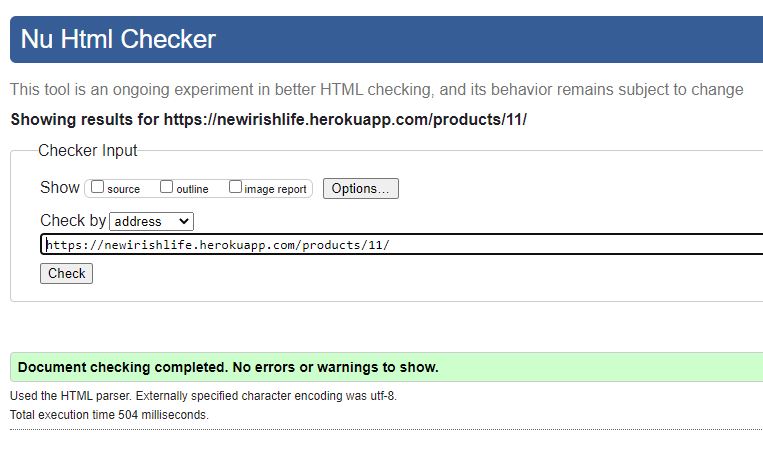 Nu Html Checker
This tool is an ongoing experiment in better HTML checking, and its behavior remains subject to change
Showing results for https://newirishlife.herokuapp.com/products/11/
Checker Input
Show source outline image report Options...
Check by address
https://newirishlife.herokuapp.com/products/11/
Check
Document checking completed. No errors or warnings to show.
Used the HTML parser. Externally specified character encoding was utf-8.
Total execution time 504 milliseconds.